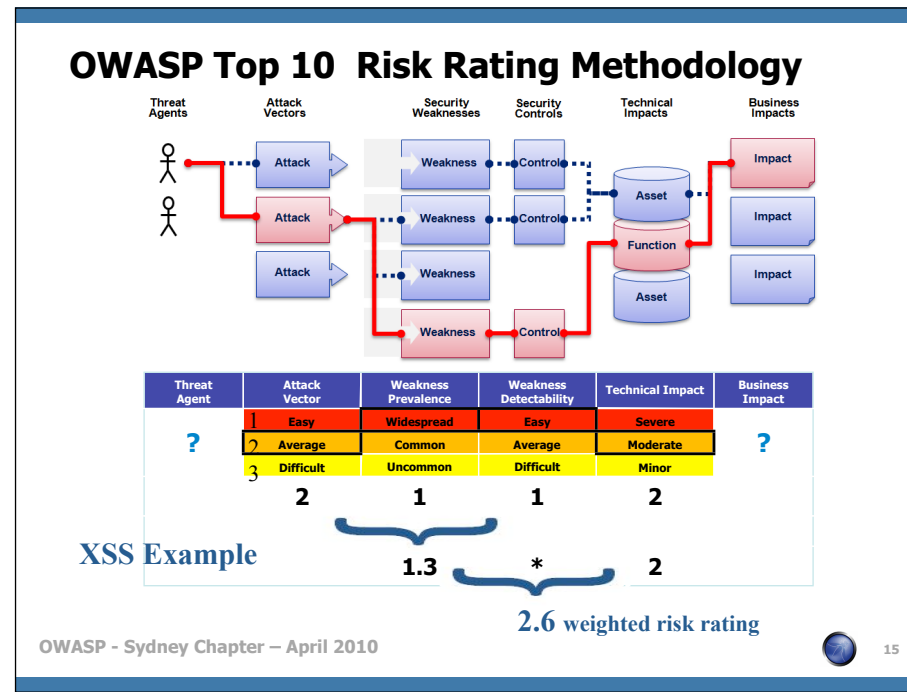 OWASP Top 10 Risk Rating Methodology
Threat Agents
Attack Vectors
Security Weaknesses
Security Controls
Technical Impacts
Business Impacts
Attack
Weakness
Control
Asset
Impact
Attack
Weakness
Control
Function
Impact
Attack
Weakness
Asset
Impact
Weakness
Control
Threat Agent
Attack Vector
Weakness Prevalence
Weakness Detectability
Technical Impact
Business Impact
?
1 Easy Widespread Easy Severe
2 Average Common Average Moderate
3 Difficult Uncommon Difficult Minor
?
2 1 1 2
XSS Example
1.3 * 2
2.6 weighted risk rating
OWASP - Sydney Chapter – April 2010
15